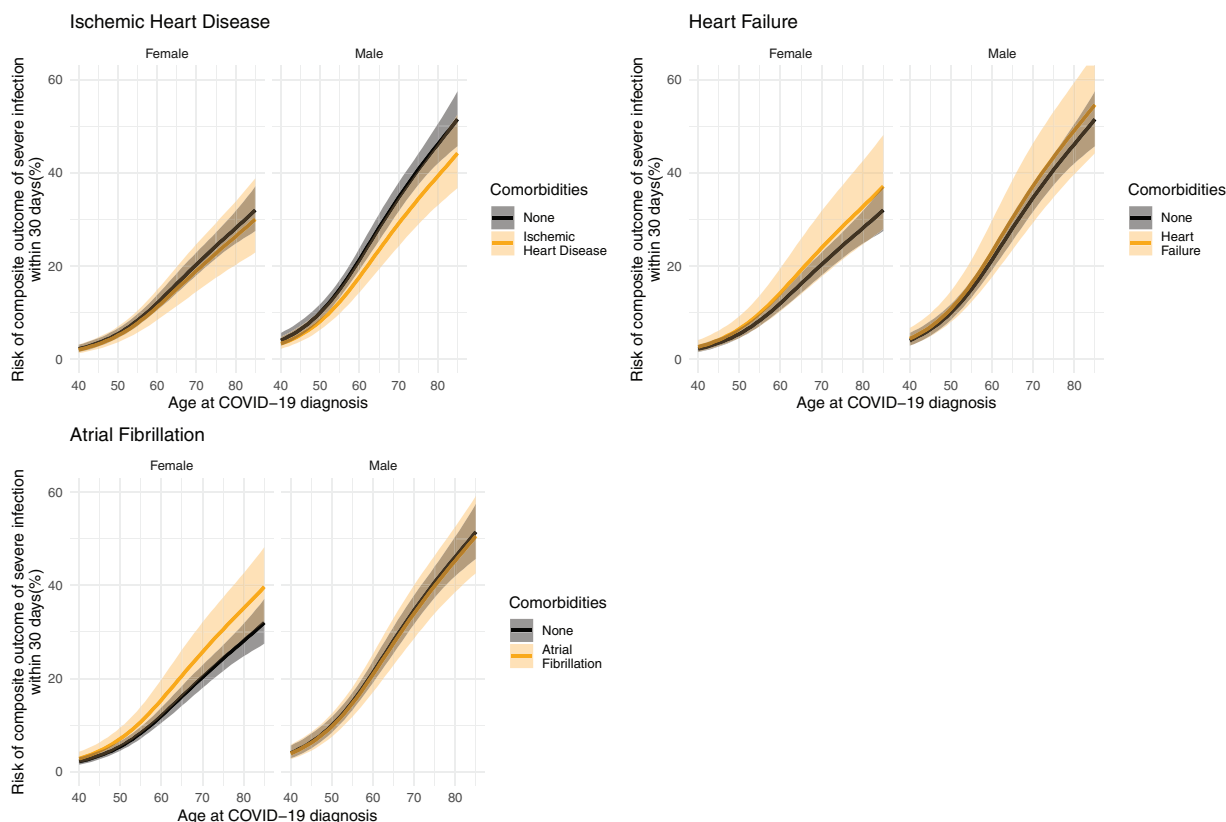 Ischemic Heart Disease
Female
Male
Risk of composite outcome of severe infection
within 30 days(%)
60
40
20
0
40 50 60 70 80
40 50 60 70 80
Age at COVID−19 diagnosis
Comorbidities
None
Ischemic
Heart Disease
Heart Failure
Female
Male
Risk of composite outcome of severe infection
within 30 days(%)
60
40
20
0
40 50 60 70 80
40 50 60 70 80
Age at COVID−19 diagnosis
Comorbidities
None
Heart
Failure
Atrial Fibrillation
Female
Male
Risk of composite outcome of severe infection
within 30 days(%)
60
40
20
0
40 50 60 70 80
40 50 60 70 80
Age at COVID−19 diagnosis
Comorbidities
None
Atrial
Fibrillation